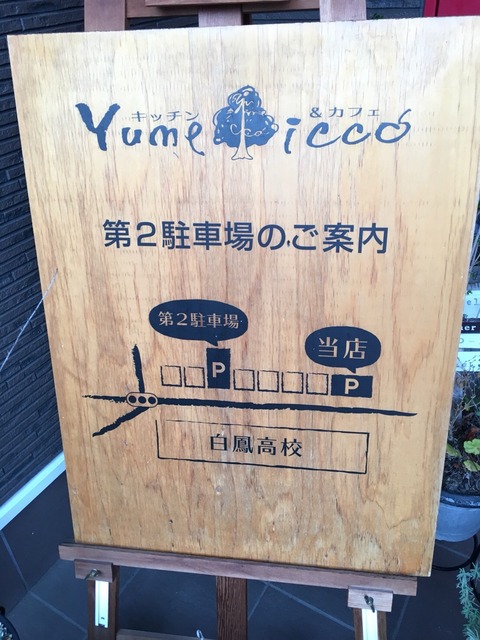 キッチン &カフェ
Yume icco
第2駐車場のご案内
第2駐車場
当店
P
P
白鳳高校